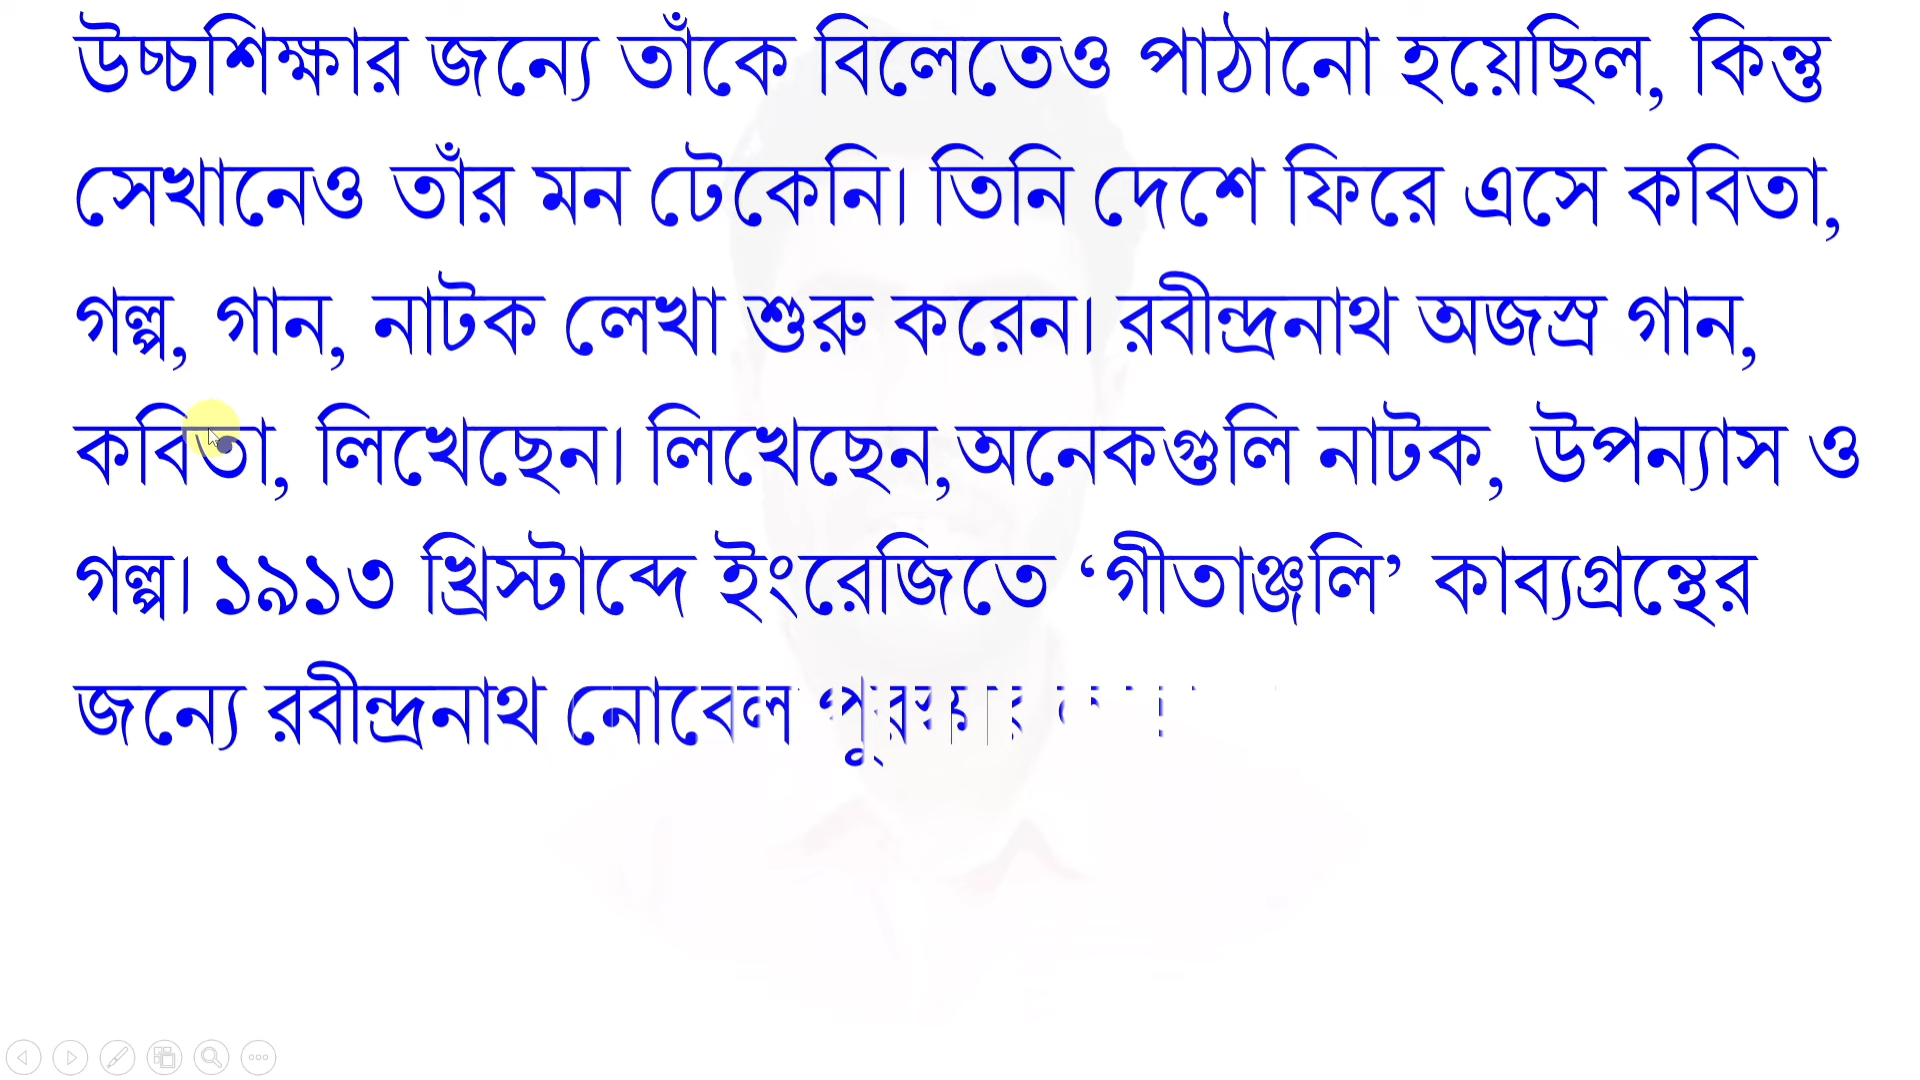 উচ্চশিক্ষার জন্যে তাঁকে বিলেতেও পাঠানো হয়েছিল, কিন্তু
সেখানেও তাঁর মন টেকেনি। তিনি দেশে ফিরে এসে কবিতা,
গল্প, গান, নাটক লেখা শুরু করেন। রবীন্দ্রনাথ অজস্র গান,
কবিতা, লিখেছেন। লিখেছেন,অনেকগুলি নাটক, উপন্যাস ও
গল্প। ১৯১৩ খ্রিস্টাব্দে ইংরেজিতে ‘গীতাঞ্জলি’ কাব্যগ্রন্থের
জন্যে রবীন্দ্রনাথ নোবেল পুরস্কার